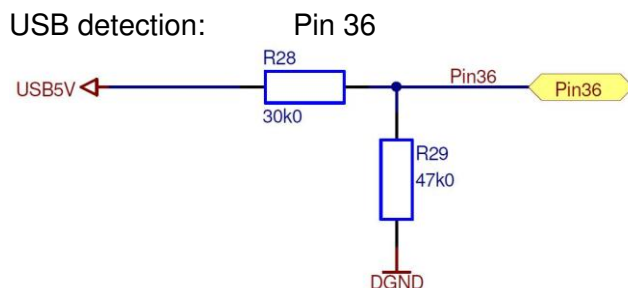 USB detection: Pin 36
R28
USB5V
Pin36
Pin36
30k0
R29
47k0
DGND